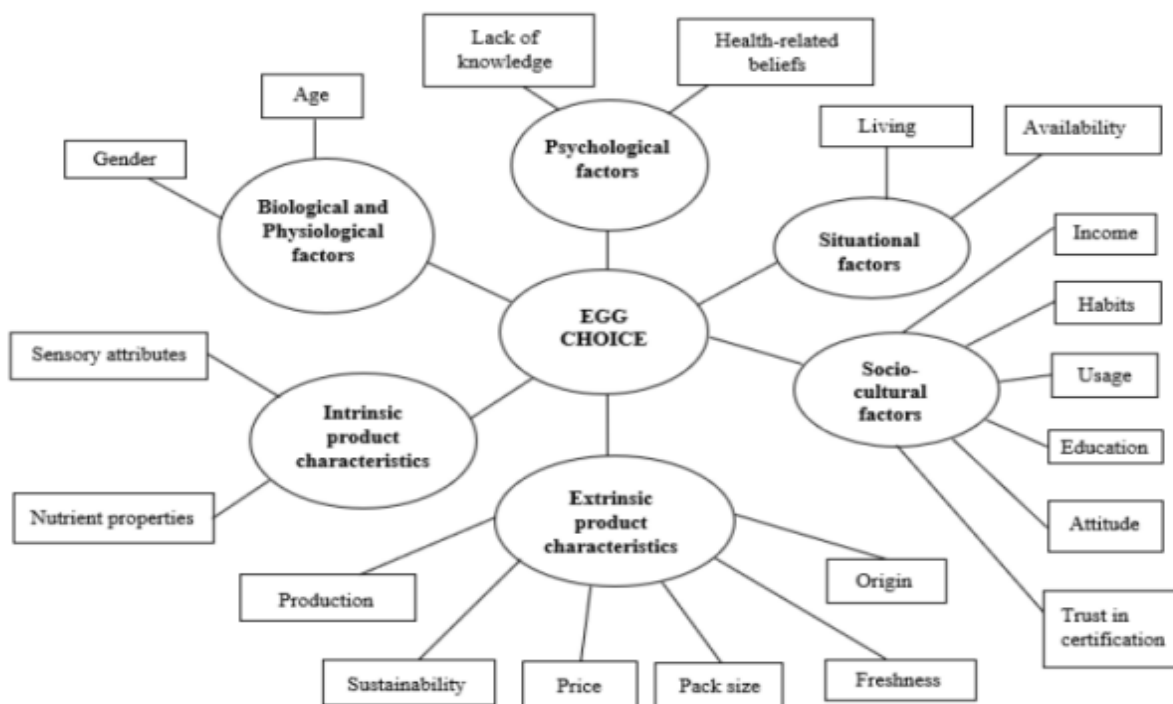 Lack of
knowledge
Health-related
beliefs
Age
Gender
Living
Availability
Psychological
factors
Biological and
Physiological
factors
Situational
factors
Income
Habits
EGG
CHOICE
Sensory attributes
Usage
Socio-
cultural
factors
Intrinsic
product
characteristics
Education
Nutrient properties
Extrinsic
product
characteristics
Attitude
Production
Origin
Trust in
certification
Sustainability
Price
Pack size
Freshness